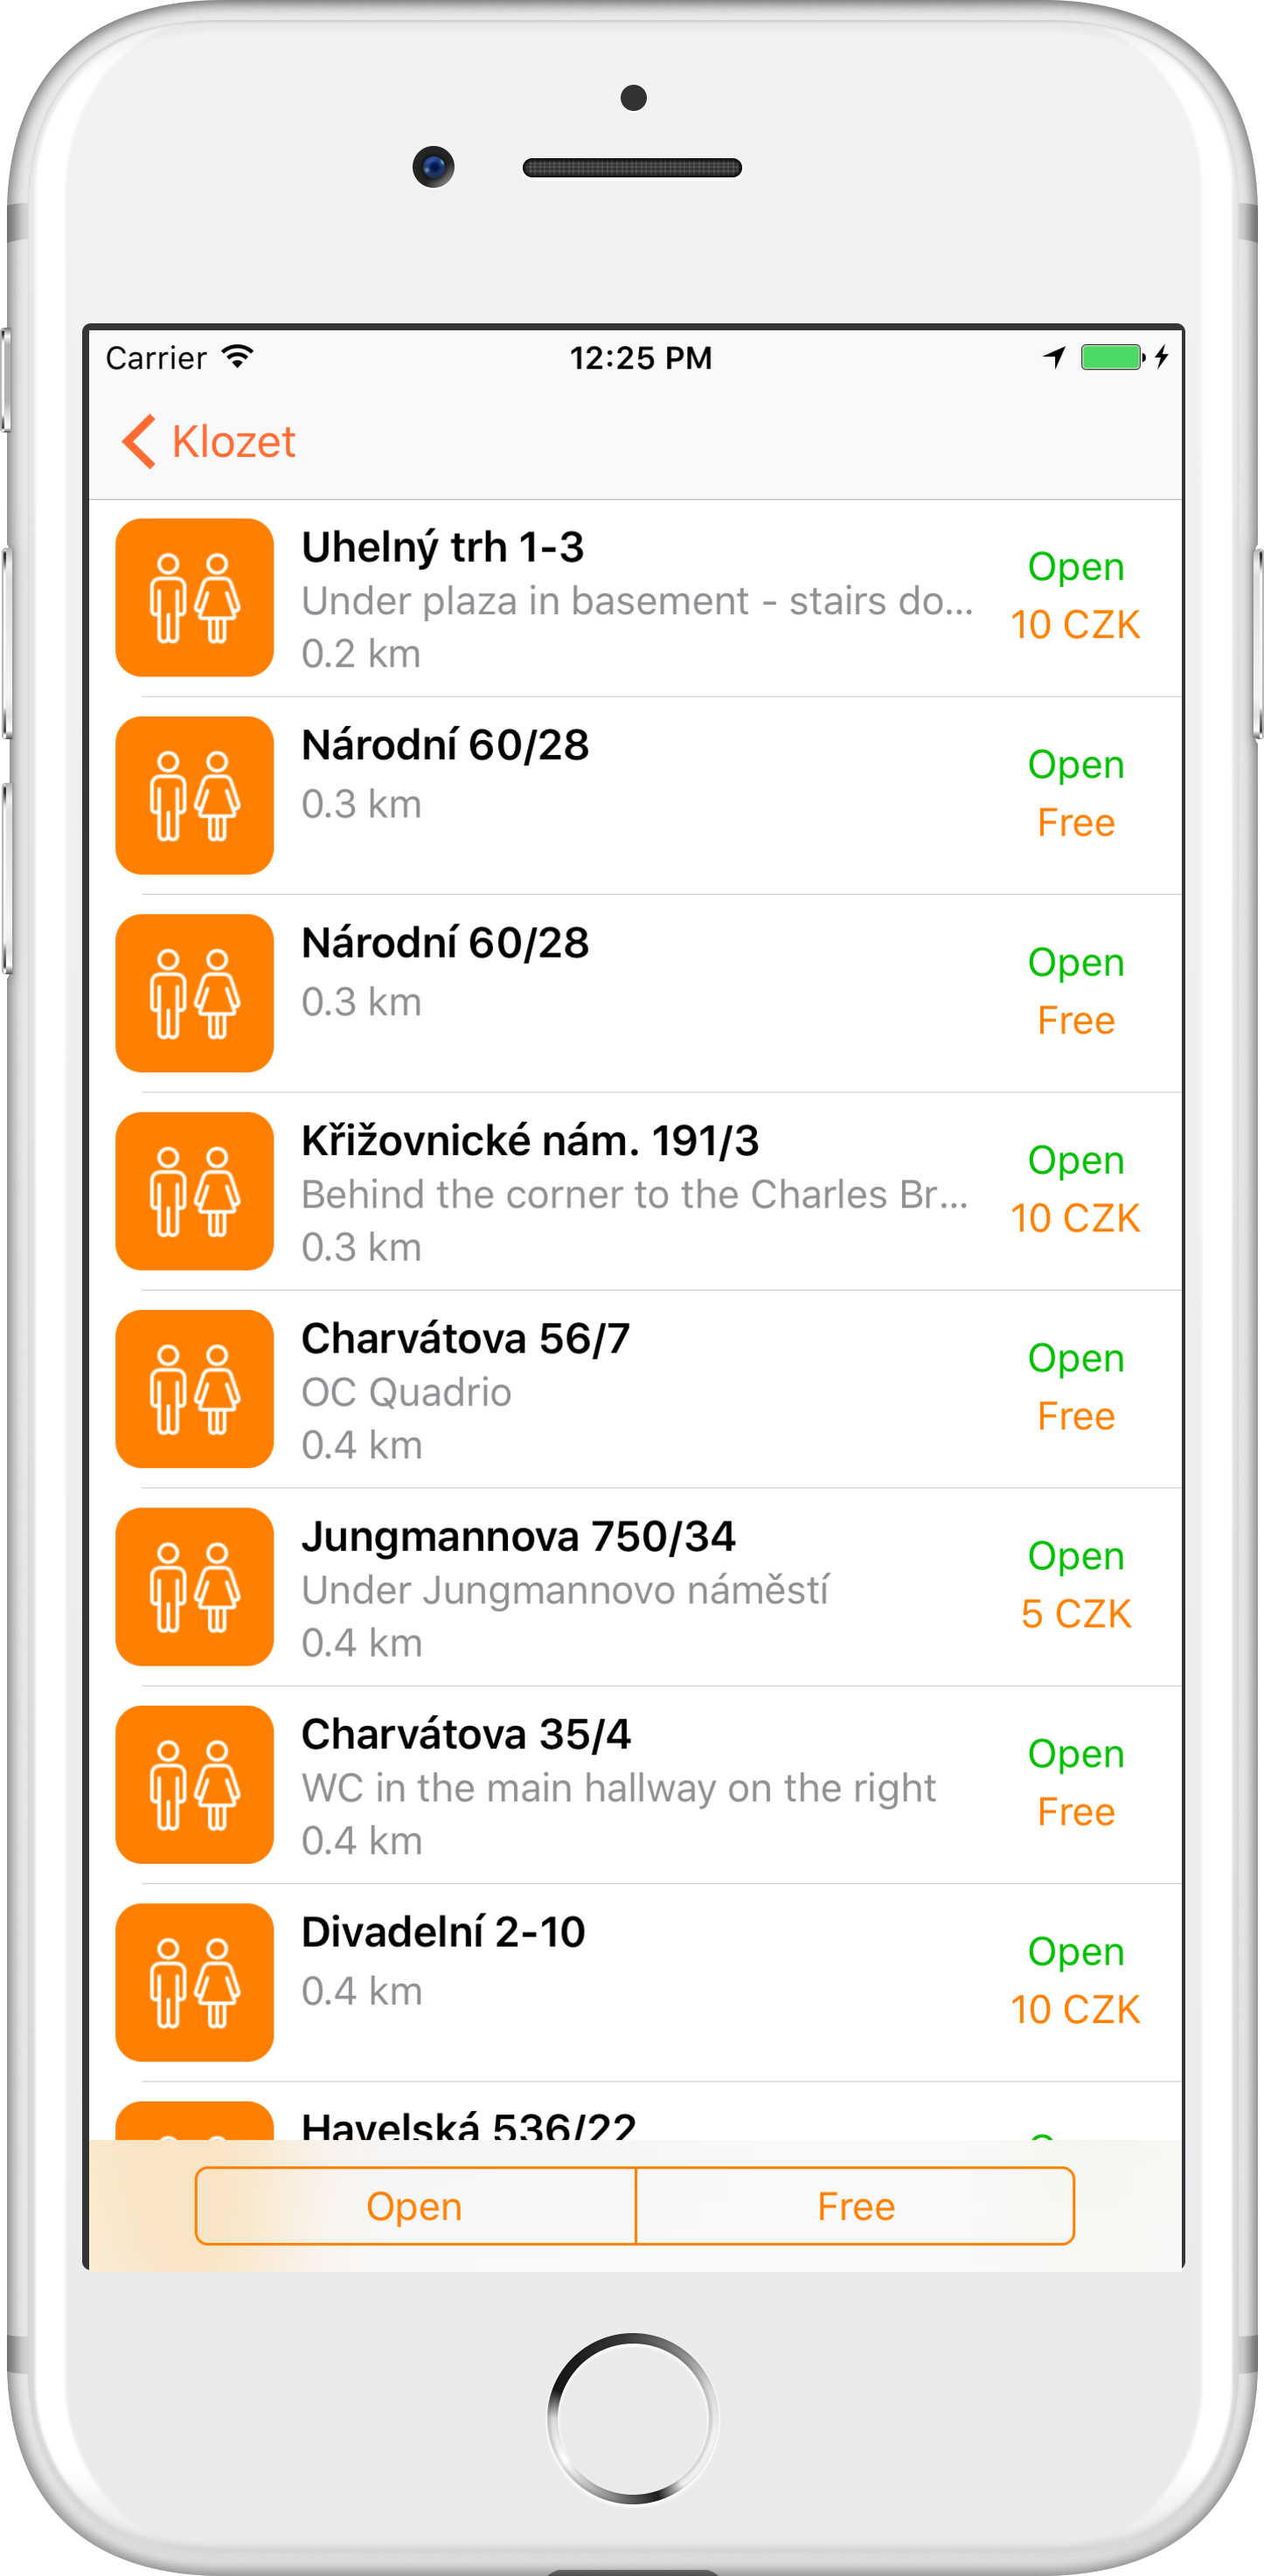 Carrier 12:25 PM
Klozet
Uhelný trh 1-3
Under plaza in basement - stairs do...
0.2 km
Open
10 CZK
Národní 60/28
0.3 km
Open
Free
Národní 60/28
0.3 km
Open
Free
Křižovnické nám. 191/3
Behind the corner to the Charles Br...
0.3 km
Open
10 CZK
Charvátova 56/7
OC Quadrio
0.4 km
Open
Free
Jungmannova 750/34
Under Jungmannovo náměstí
0.4 km
Open
5 CZK
Charvátova 35/4
WC in the main hallway on the right
0.4 km
Open
Free
Divadelní 2-10
0.4 km
Open
10 CZK
Havelská 536/22
Open Free